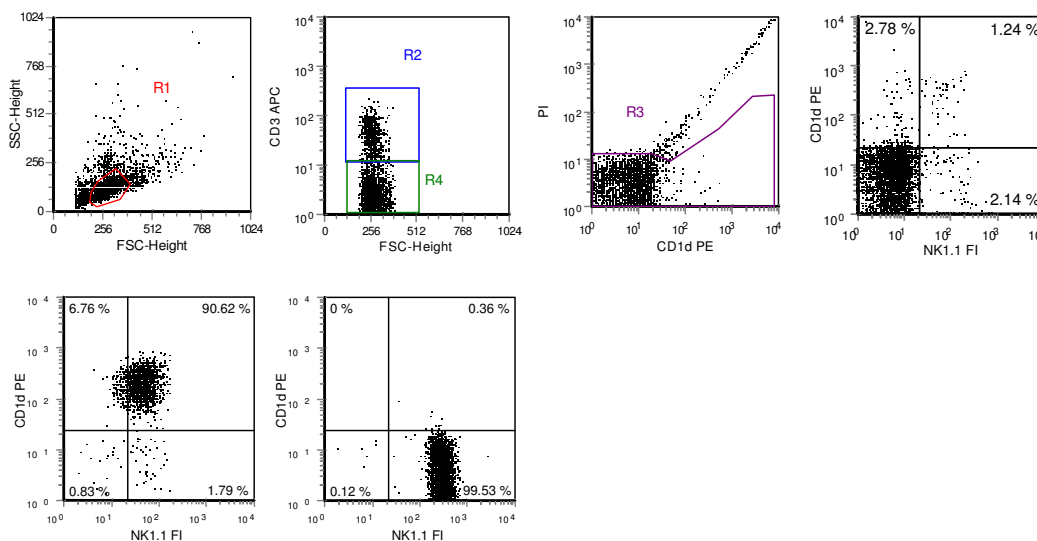 1024
768
512
256
0
SSC-Height
R1
0 256 512 768 1024
FSC-Height
10 4
10 3
10 2
10 1
10 0
CD3 APC
R2
R4
0 256 512 768 1024
FSC-Height
10 4
10 3
10 2
10 1
10 0
PI
R3
10 0 10 1 10 2 10 3 10 4
CD1d PE
10 4
10 3
10 2
10 1
10 0
CD1d PE
2.78 % 1.24 %
2.14 %
10 0 10 1 10 2 10 3 10
NK1.1 FI
10 4
10 3
10 2
10 1
10 0
CD1d PE
6.76 % 90.62 %
0.83 % 1.79 %
10 0 10 1 10 2 10 3 10 4
NK1.1 FI
10 4
10 3
10 2
10 1
10 0
CD1d PE
0 % 0.36 %
0.12 % 99.53 %
10 0 10 1 10 2 10 3 10 4
NK1.1 FI